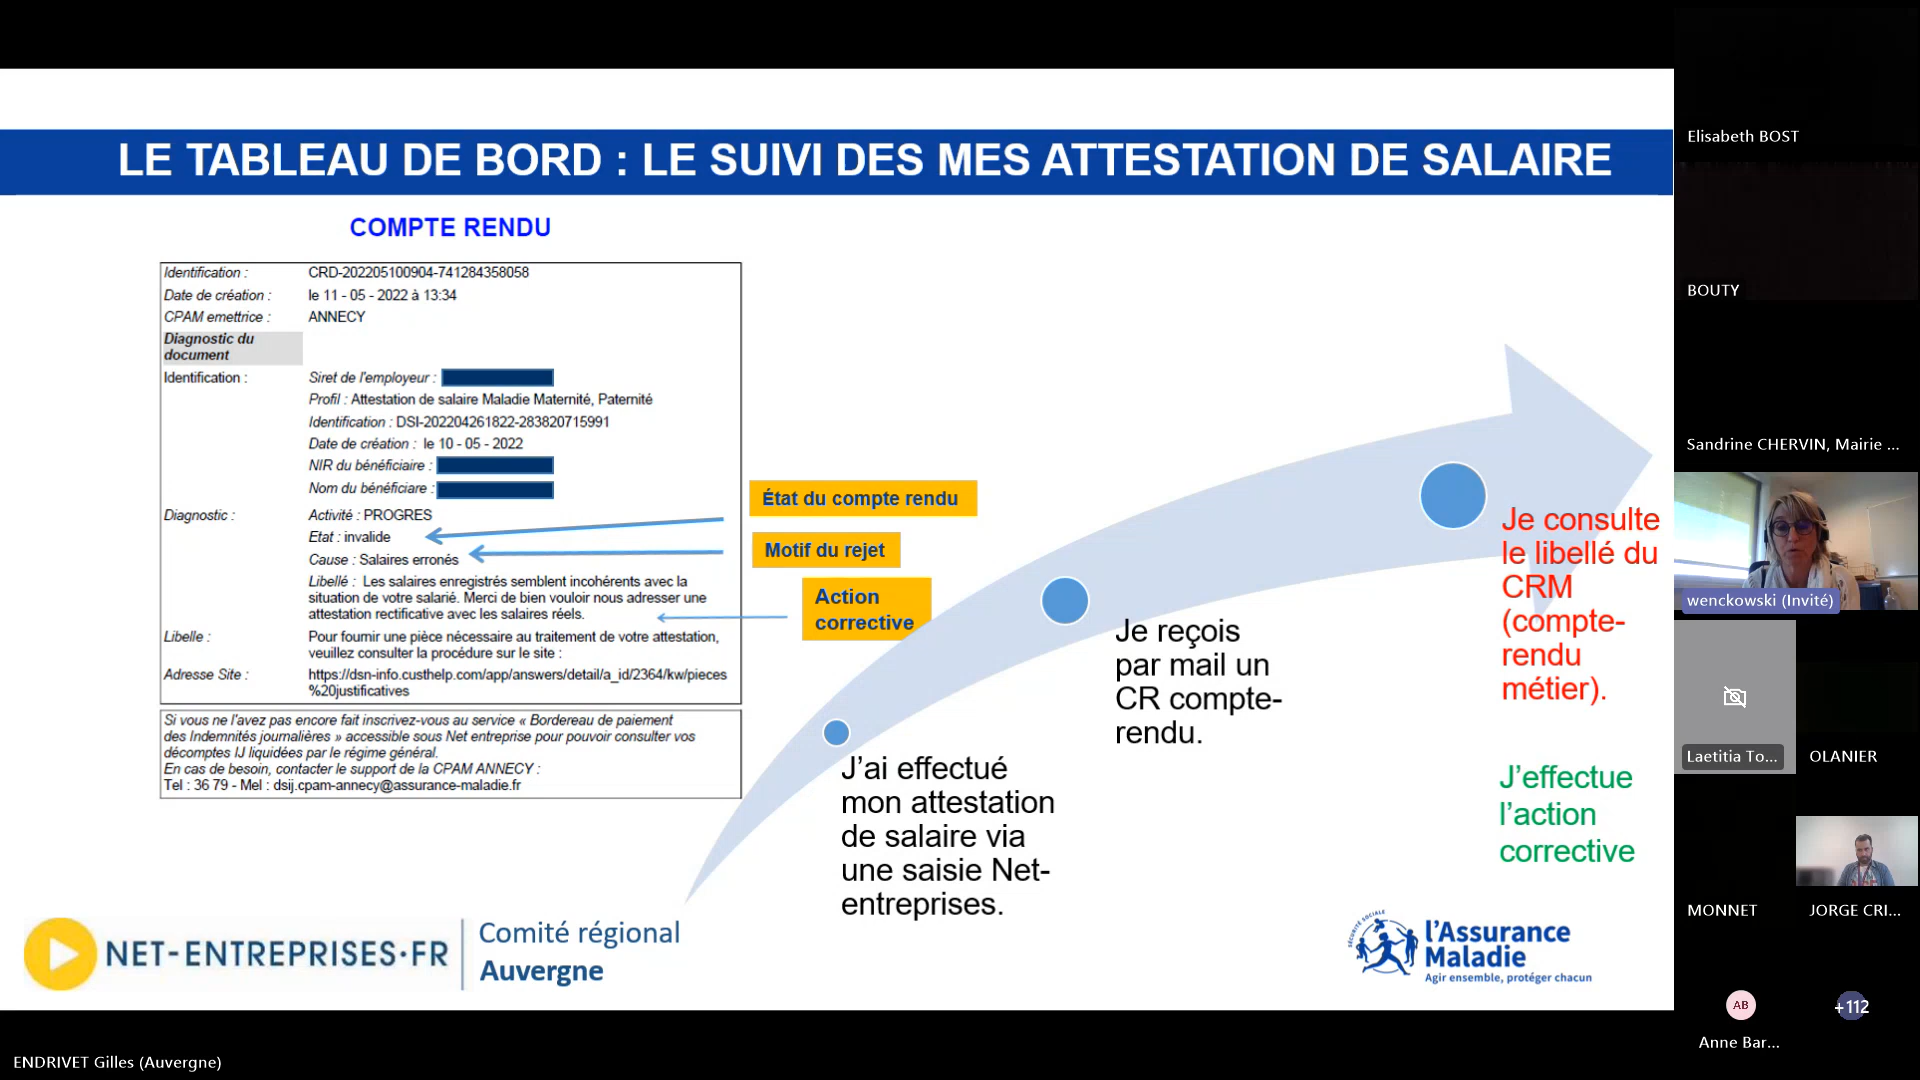 LE TABLEAU DE BORD : LE SUIVI DES MES ATTESTATION DE SALAIRE
COMPTE RENDU
Identification : CRD-202205100904-741284358058
Date de création : le 11 - 05 - 2022 à 13:34
CPAM emettrice : ANNECY
Diagnostic du
document
Identification : Siret de l'employeur :
Profil : Attestation de salaire Maladie Maternité, Paternité
Identification : DSI-202204261822-283820715991
Date de création : le 10 - 05 - 2022
NIR du bénéficiaire :
Nom du bénéficiaire :
Diagnostic : Activité : PROGRES
Etat : invalide
Cause : Salaires erronés
Libellé : Les salaires enregistrés semblent incohérents avec la
situation de votre salarié. Merci de bien vouloir nous adresser une
attestation rectificative avec les salaires réels.
Libelle : Pour fournir une pièce nécessaire au traitement de votre attestation,
veuillez consulter la procédure sur le site :
Adresse Site : https://dsn-info.custhelp.com/app/answers/detail/a_id/2364/kw/pieces
%20justificatives
Si vous ne l'avez pas encore fait inscrivez-vous au service « Bordereau de paiement
des Indemnités journalières » accessible sous Net entreprise pour pouvoir consulter vos
décomptes IJ liquidées par le régime général.
En cas de besoin, contacter le support de la CPAM ANNECY :
Tel : 36 79 - Mel : dsij.cpam-annecy@assurance-maladie.fr
État du compte rendu
Motif du rejet
Action
corrective
J'ai effectué
mon attestation
de salaire via
une saisie Net-
entreprises.
Je reçois
par mail un
CR compte-
rendu.
Je consulte
le libellé du
CRM
(compte-
rendu
métier).
J'effectue
l'action
corrective
NET-ENTREPRISES·FR
Comité régional
Auvergne
SÉCURITÉ SOCIALE
l'Assurance
Maladie
Agir ensemble, protéger chacun
Elisabeth BOST
BOUTY
Sandrine CHERVIN, Mairie ...
wenckowski (Invité)
Laetitia To...
OLANIER
MONNET
JORGE CRI...
AB
+112
Anne Bar...
ENDRIVET Gilles (Auvergne)